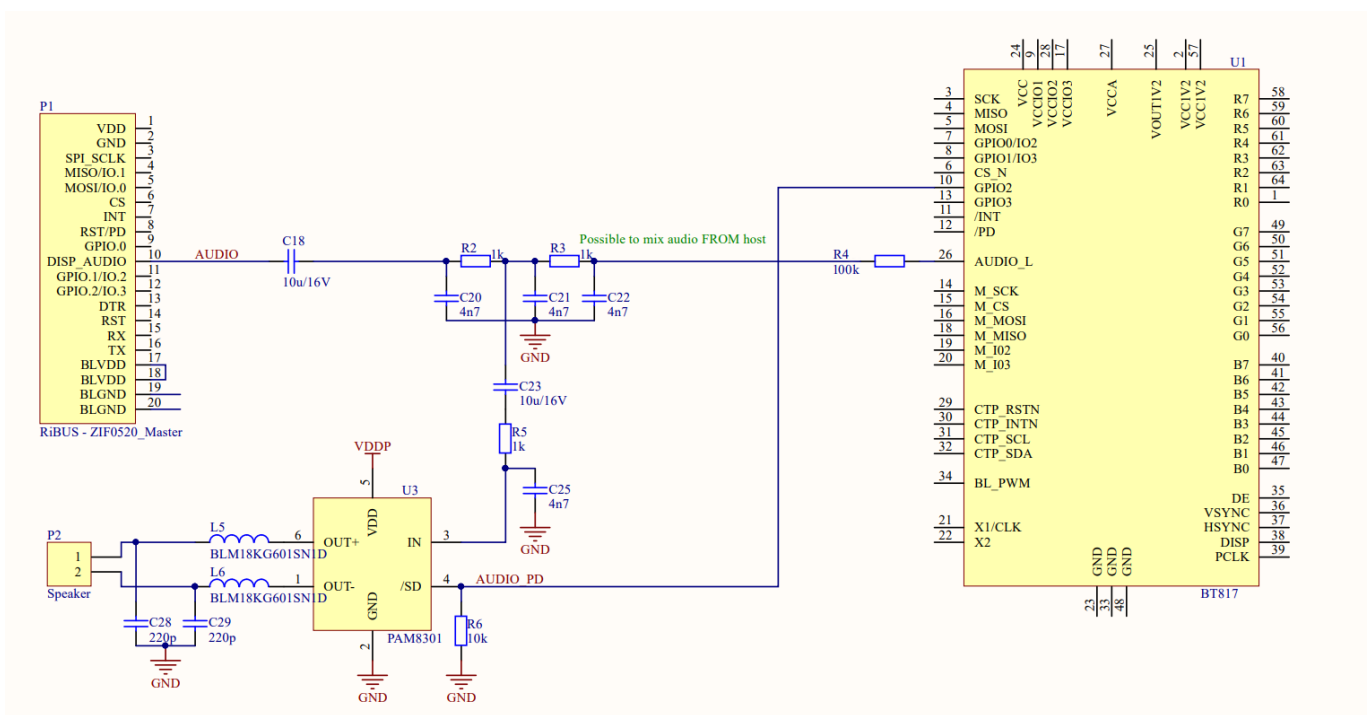 P1
VDD 1
GND 2
SPI_SCLK 3
MISO/IO.1 4
MOSI/IO.0 5
CS 6
INT 7
RST/PD 8
GPIO.0 9
DISP_AUDIO 10
GPIO.1/IO.2 11
GPIO.2/IO.3 12
DTR 13
RST 14
RX 15
TX 16
BLVDD 17
BLVDD 18
BLGND 19
BLGND 20
RiBUS - ZIF0520_Master
AUDIO
C18
10u/16V
R2
1k
R3
1k
Possible to mix audio FROM host
C20
4n7
C21
4n7
C22
4n7
GND
C23
10u/16V
R5
1k
C25
4n7
GND
R4
100k
VDDP
U3
5
VDD
6 OUT+
1 OUT-
IN 3
/SD 4
GND
2
PAM8301
GND
AUDIO_PD
R6
10k
GND
P2
1
2
Speaker
L5
BLM18KG601SN1D
L6
BLM18KG601SN1D
C28
220p
C29
220p
GND
U1
24 VCC
9 VCCIO1
28 VCCIO2
17 VCCIO3
27 VCCA
25 VOUT1V2
2 VCC1V2
57 VCC1V2
3 SCK
4 MISO
5 MOSI
7 GPIO0/IO2
8 GPIO1/IO3
6 CS_N
10 GPIO2
13 GPIO3
11 /INT
12 /PD
26 AUDIO_L
14 M_SCK
15 M_CS
16 M_MOSI
18 M_MISO
19 M_I02
20 M_I03
29 CTP_RSTN
30 CTP_INTN
31 CTP_SCL
32 CTP_SDA
34 BL_PWM
21 X1/CLK
22 X2
R7 58
R6 59
R5 60
R4 61
R3 62
R2 63
R1 64
R0 1
G7 49
G6 50
G5 51
G4 52
G3 53
G2 54
G1 55
G0 56
B7 40
B6 41
B5 42
B4 43
B3 44
B2 45
B1 46
B0 47
DE 35
VSYNC 36
HSYNC 37
DISP 38
PCLK 39
GND 23
GND 33
GND 48
BT817